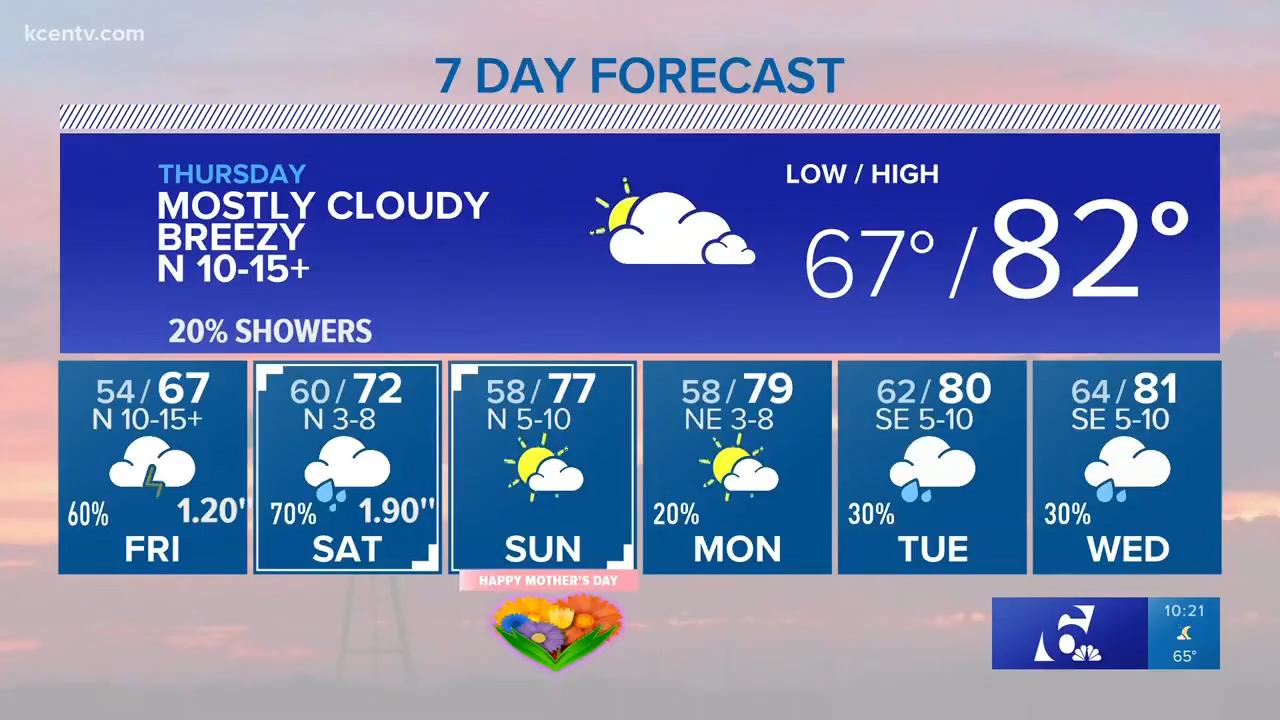 kcentv.com
7 DAY FORECAST
THURSDAY
MOSTLY CLOUDY
BREEZY
N 10-15+
20% SHOWERS
LOW / HIGH
67° / 82°
54 / 67
N 10-15+
60% 1.20"
FRI
60 / 72
N 3-8
70% 1.90"
SAT
58 / 77
N 5-10
SUN
HAPPY MOTHER'S DAY
58 / 79
NE 3-8
20%
MON
62 / 80
SE 5-10
30%
TUE
64 / 81
SE 5-10
30%
WED
6
10:21
65°